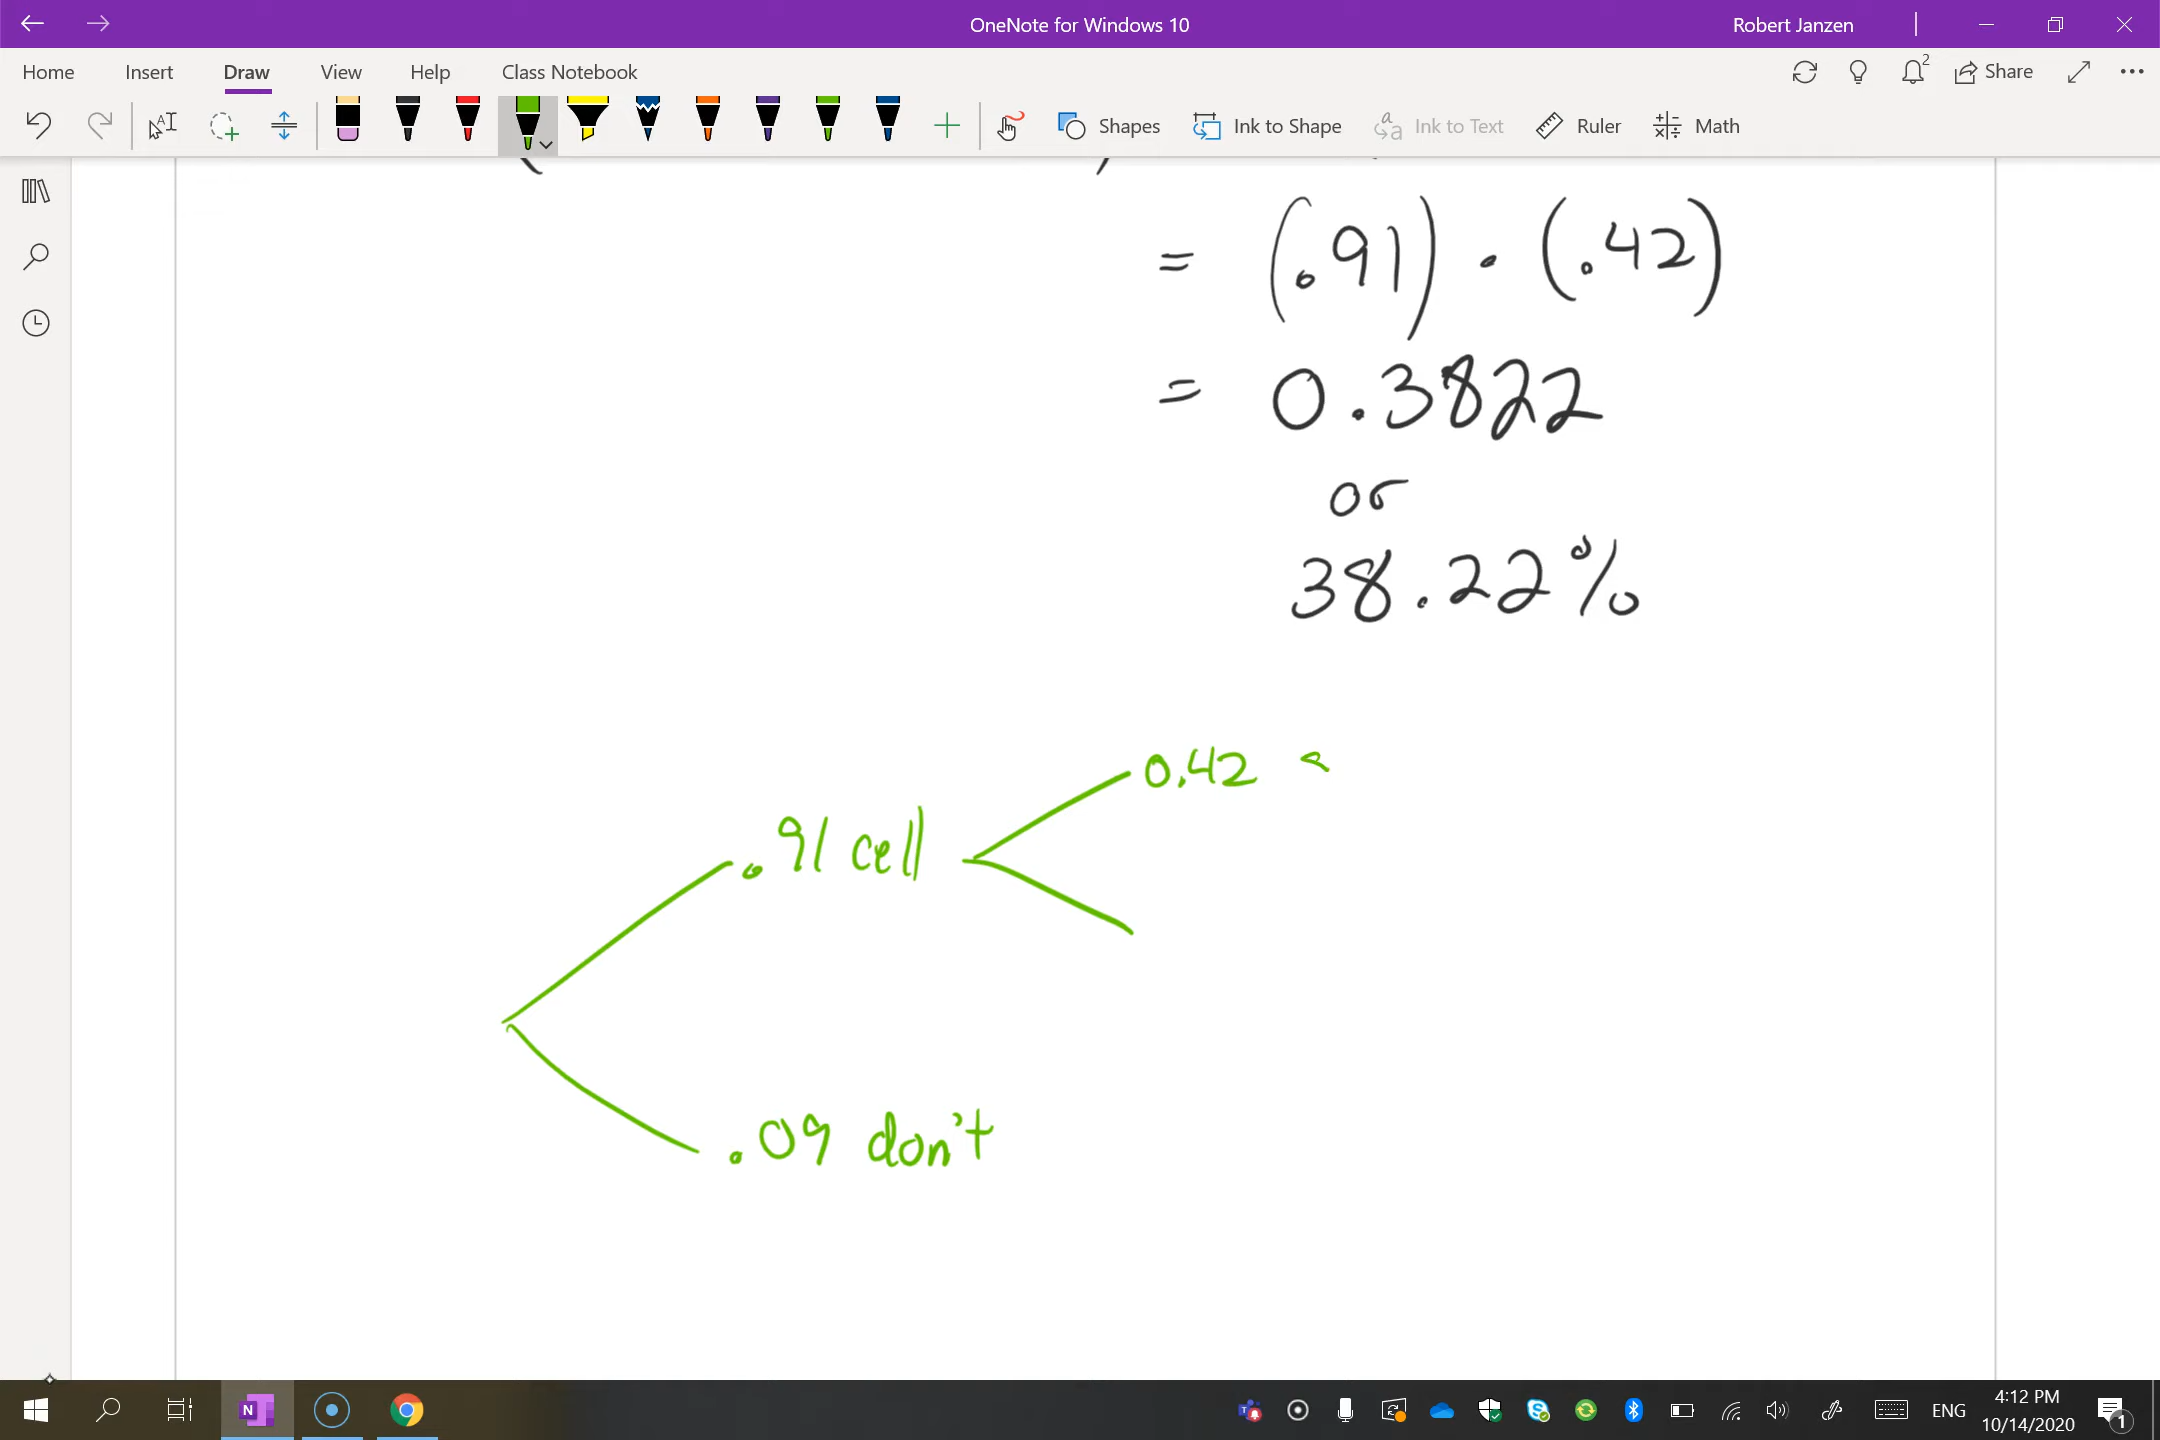 OneNote for Windows 10
Robert Janzen
Home Insert Draw View Help Class Notebook
2
Share
Shapes
Ink to Shape
Ink to Text
Ruler
Math
= (.91) · (.42)
= 0.3822
or
38.22%
0.42
.91 cell
.09 don't
ENG
4:12 PM
10/14/2020
1